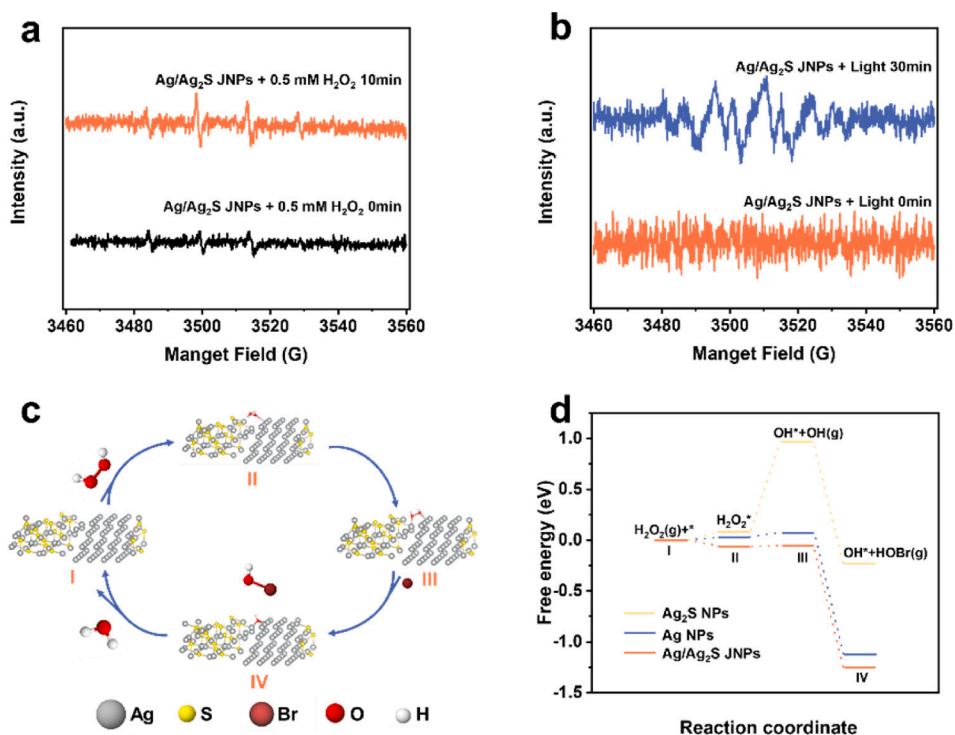 a
Ag/Ag₂S JNPs + 0.5 mM H₂O₂ 10min
Ag/Ag₂S JNPs + 0.5 mM H₂O₂ 0min
Intensity (a.u.)
3460 3480 3500 3520 3540 3560
Manget Field (G)
b
Ag/Ag₂S JNPs + Light 30min
Ag/Ag₂S JNPs + Light 0min
Intensity (a.u.)
3460 3480 3500 3520 3540 3560
Manget Field (G)
c
II
I
III
IV
Ag S Br O H
d
1.0
0.5
0.0
-0.5
-1.0
-1.5
Free energy (eV)
OH*+OH(g)
H₂O₂(g)+*
H₂O₂*
OH*+HOBr(g)
I
II
III
IV
Ag₂S NPs
Ag NPs
Ag/Ag₂S JNPs
Reaction coordinate